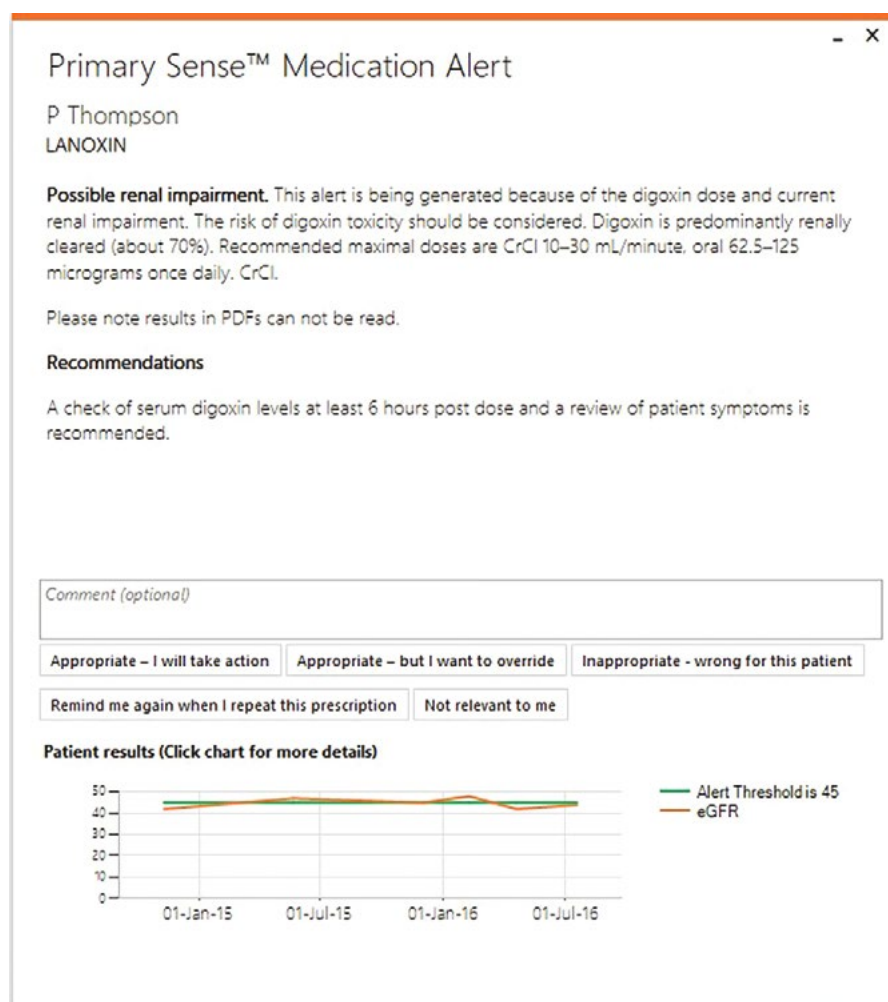 Primary Sense™ Medication Alert
P Thompson
LANOXIN
Possible renal impairment. This alert is being generated because of the digoxin dose and current
renal impairment. The risk of digoxin toxicity should be considered. Digoxin is predominantly renally
cleared (about 70%). Recommended maximal doses are CrCl 10–30 mL/minute, oral 62.5–125
micrograms once daily. CrCl.
Please note results in PDFs can not be read.
Recommendations
A check of serum digoxin levels at least 6 hours post dose and a review of patient symptoms is
recommended.
Comment (optional)
Appropriate – I will take action
Appropriate – but I want to override
Inappropriate - wrong for this patient
Remind me again when I repeat this prescription
Not relevant to me
Patient results (Click chart for more details)
50
40
30
20
10
0
01-Jan-15
01-Jul-15
01-Jan-16
01-Jul-16
Alert Threshold is 45
eGFR